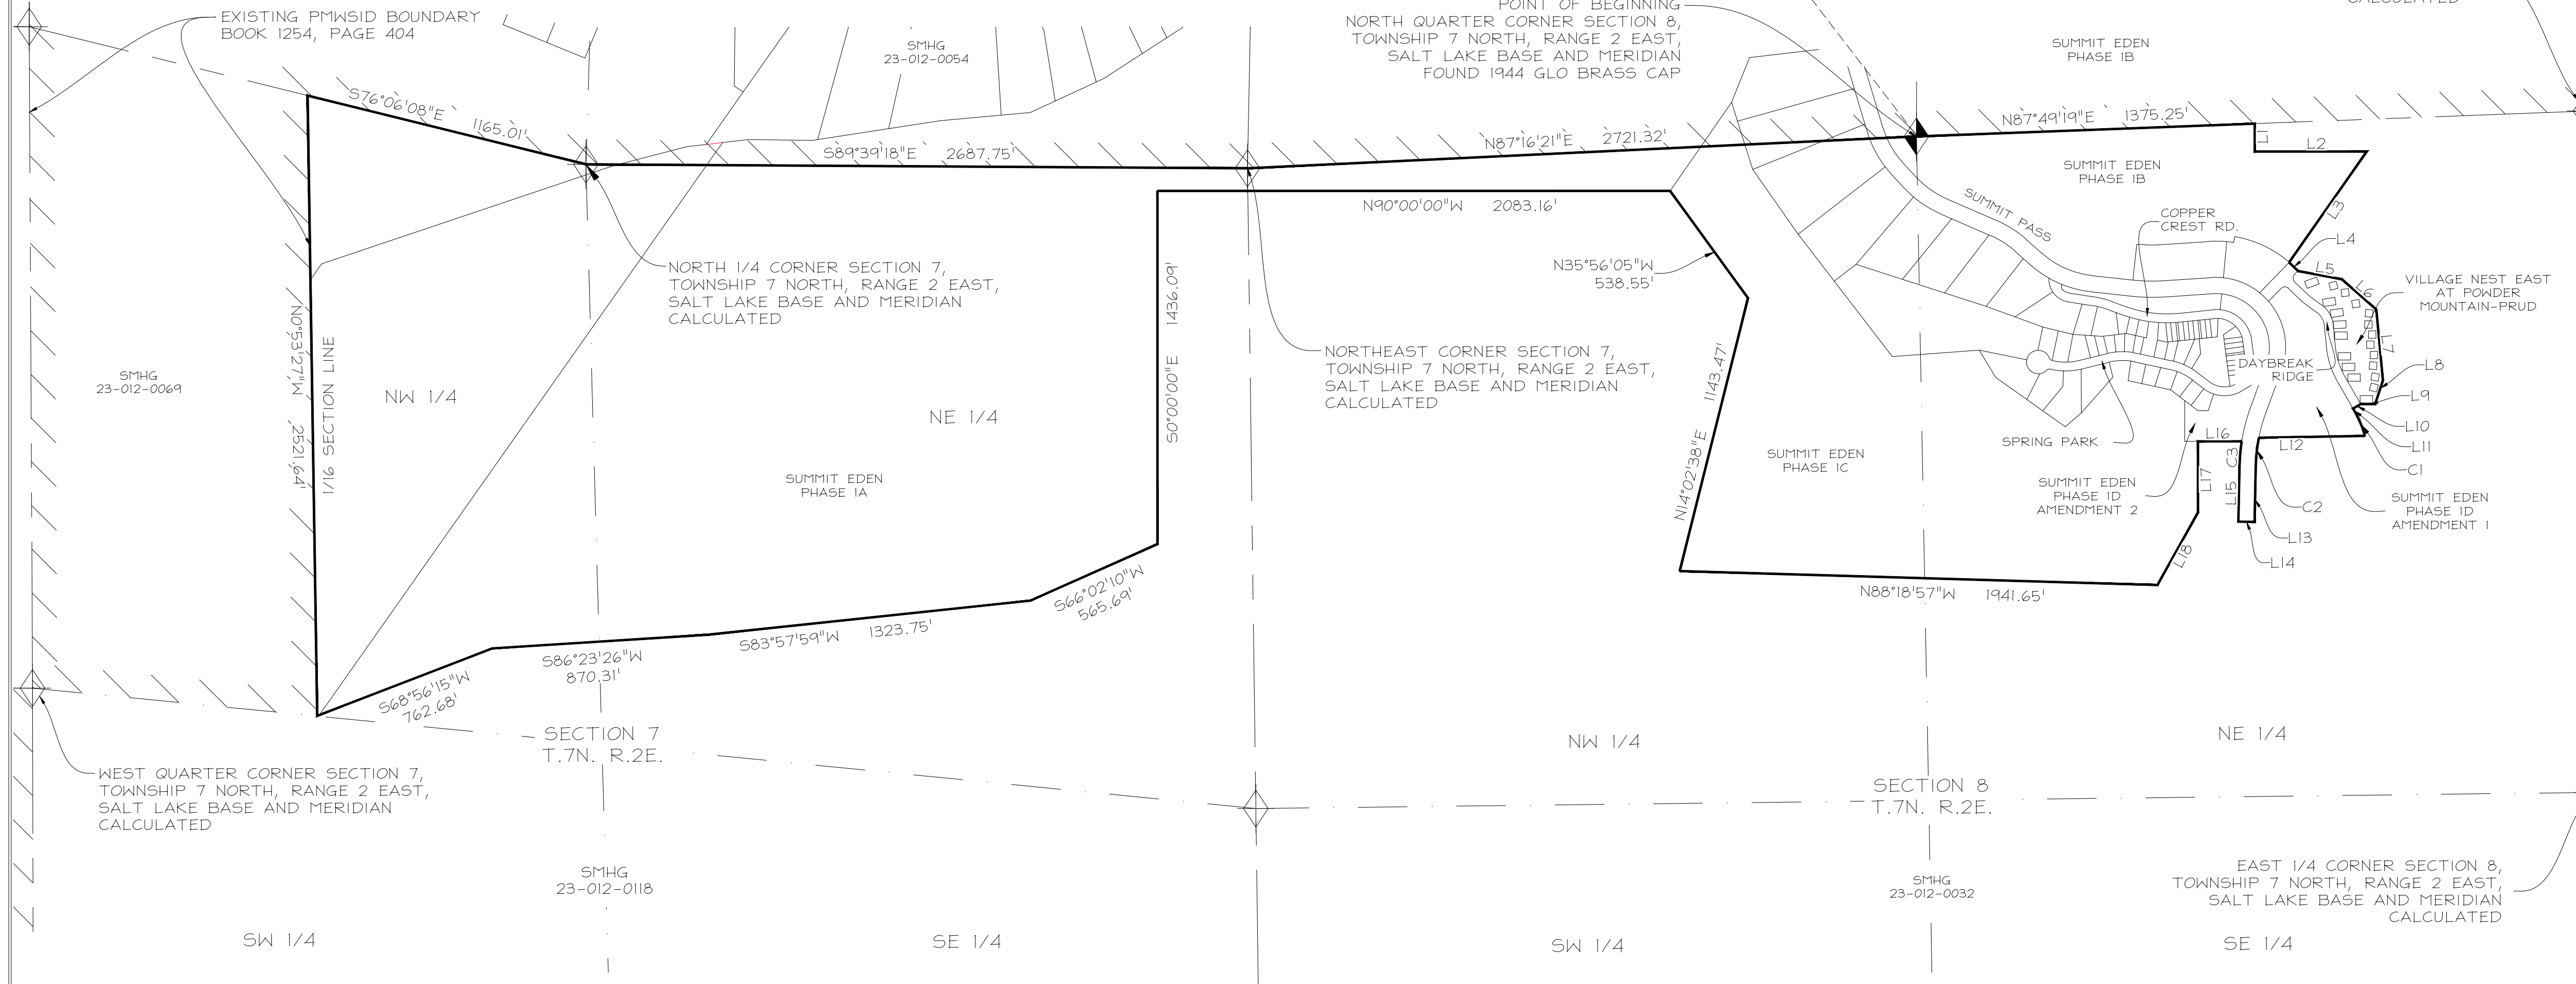 EXISTING PMWSID BOUNDARY
BOOK 1254, PAGE 404
SMHG
23-012-0054
POINT OF BEGINNING
NORTH QUARTER CORNER SECTION 8,
TOWNSHIP 7 NORTH, RANGE 2 EAST,
SALT LAKE BASE AND MERIDIAN
FOUND 1944 GLO BRASS CAP
SUMMIT EDEN
PHASE 1B
CALCULATED
S76°06'08"E 1165.01'
S89°39'18"E 2687.75'
N87°16'21"E 2721.32'
N87°49'19"E 1375.25'
L1
L2
SUMMIT EDEN
PHASE 1B
L3
N90°00'00"W 2083.16'
SUMMIT PASS
COPPER
CREST RD.
L4
L5
L6
VILLAGE NEST EAST
AT POWDER
MOUNTAIN-PRUD
NORTH 1/4 CORNER SECTION 7,
TOWNSHIP 7 NORTH, RANGE 2 EAST,
SALT LAKE BASE AND MERIDIAN
CALCULATED
S0°00'00"E 1436.09'
N35°56'05"W
538.55'
N0°53'27"W 2521.64'
1/16 SECTION LINE
SMHG
23-012-0069
NW 1/4
NE 1/4
NORTHEAST CORNER SECTION 7,
TOWNSHIP 7 NORTH, RANGE 2 EAST,
SALT LAKE BASE AND MERIDIAN
CALCULATED
N14°02'38"E 1143.47'
L7
DAYBREAK
RIDGE
L8
L9
L10
L11
C1
SPRING PARK
L16
L12
SUMMIT EDEN
PHASE 1A
SUMMIT EDEN
PHASE 1C
SUMMIT EDEN
PHASE 1D
AMENDMENT 2
L17
L15
C3
C2
SUMMIT EDEN
PHASE 1D
AMENDMENT 1
L13
L14
L18
S66°02'10"W
565.69'
S83°57'59"W 1323.75'
S86°23'26"W
870.31'
S68°56'15"W
762.68'
N88°18'57"W 1941.65'
SECTION 7
T.7N. R.2E.
NW 1/4
NE 1/4
WEST QUARTER CORNER SECTION 7,
TOWNSHIP 7 NORTH, RANGE 2 EAST,
SALT LAKE BASE AND MERIDIAN
CALCULATED
SECTION 8
T.7N. R.2E.
SMHG
23-012-0118
SMHG
23-012-0032
EAST 1/4 CORNER SECTION 8,
TOWNSHIP 7 NORTH, RANGE 2 EAST,
SALT LAKE BASE AND MERIDIAN
CALCULATED
SW 1/4
SE 1/4
SW 1/4
SE 1/4